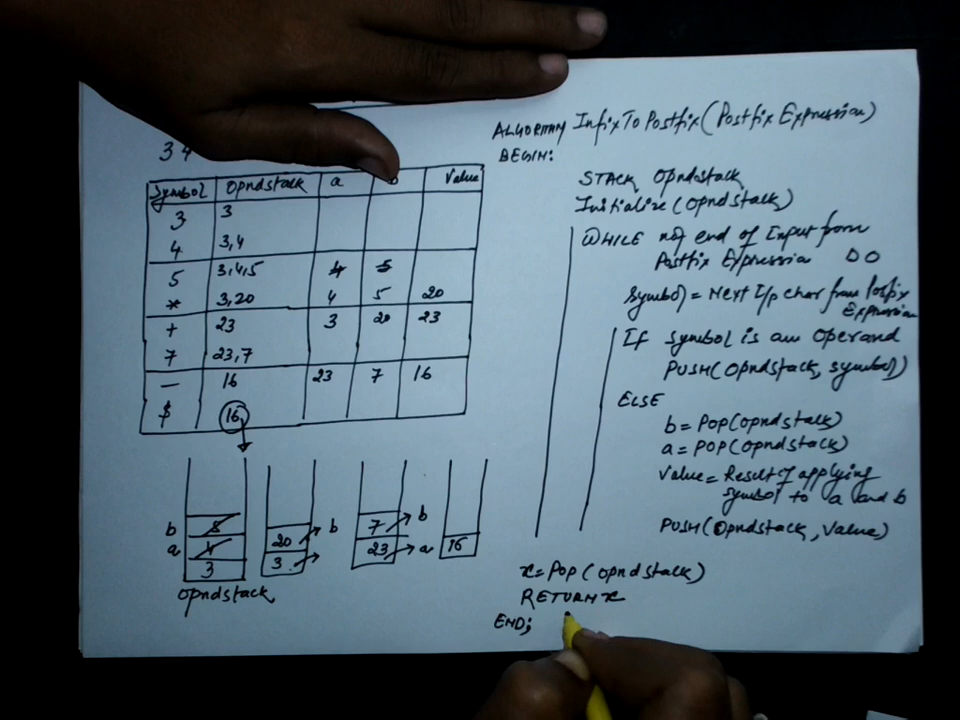 3 4
Symbol Opndstack a Value
3 3
4 3,4
5 3,4,5 4 5
* 3,20 4 5 20
+ 23 3 20 23
7 23,7
— 16 23 7 16
$ 16
b 5
a 4
3
opndstack
20 b
3
7 b
23 a
16
ALGORITHM InfixToPostfix(Postfix Expression)
BEGIN:
STACK Opndstack
Initialize(Opndstack)
WHILE not end of Input from
Postfix Expression DO
Symbol = Next I/p char from Postfix
Expression
If symbol is an operand
PUSH(Opndstack, symbol)
ELSE
b = POP(Opndstack)
a = POP(Opndstack)
Value = Result of applying
symbol to a and b
PUSH(Opndstack, Value)
x = Pop(opndstack)
RETURN x
END;